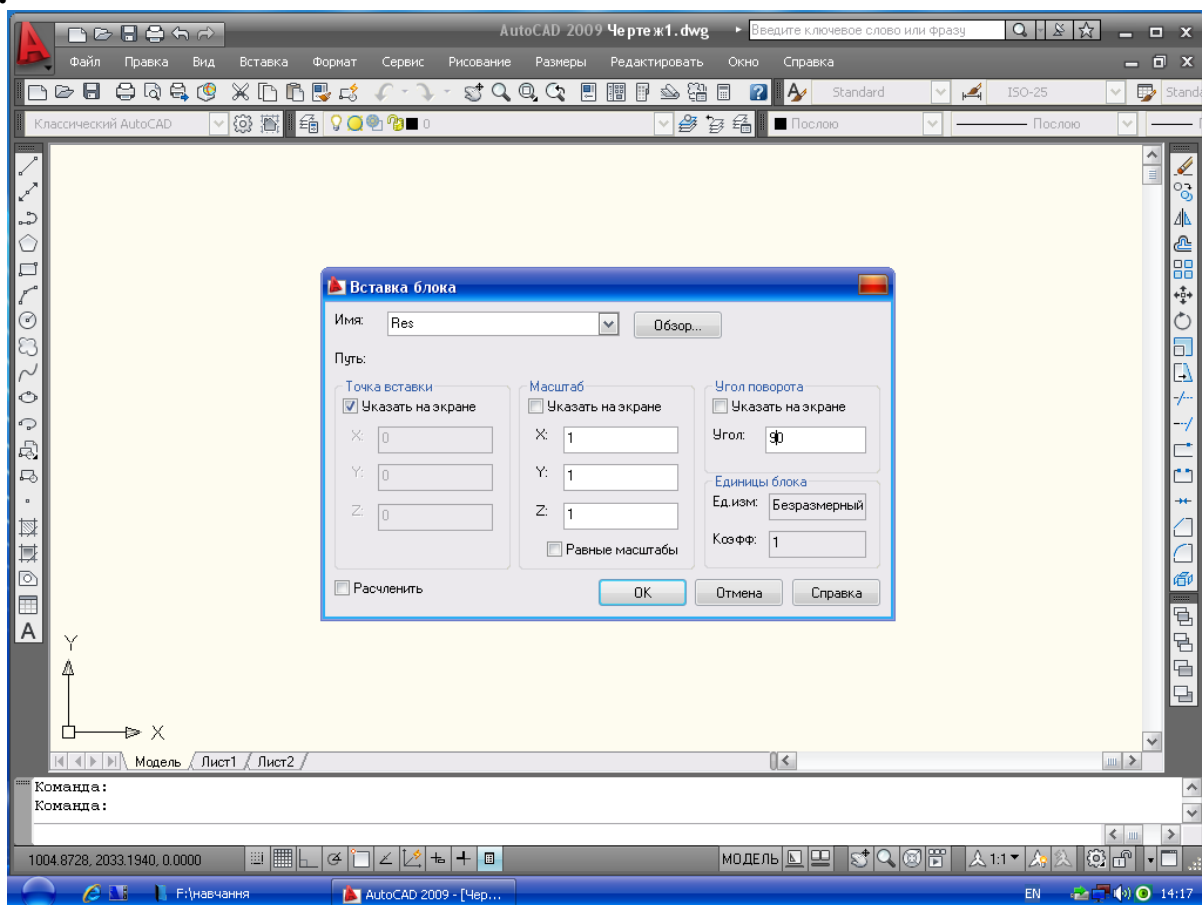 AutoCAD 2009 Чертеж1.dwg Введите ключевое слово или фразу
Файл Правка Вид Вставка Формат Сервис Рисование Размеры Редактировать Окно Справка
Standard ISO-25
Классический AutoCAD 0 Послою Послою
Вставка блока
Имя: Res Обзор...
Путь:
Точка вставки Масштаб Угол поворота
Указать на экране Указать на экране Указать на экране
X: 0 X: 1 Угол: 90
Y: 0 Y: 1 Единицы блока
Ед.изм: Безразмерный
Z: 0 Z: 1
Коэфф: 1
Равные масштабы
Расчленить OK Отмена Справка
A
Y
X
Модель Лист1 Лист2
Команда:
Команда:
1004.8728, 2033.1940, 0.0000 МОДЕЛЬ 1:1
F:\навчання AutoCAD 2009 - [Чер... EN 14:17